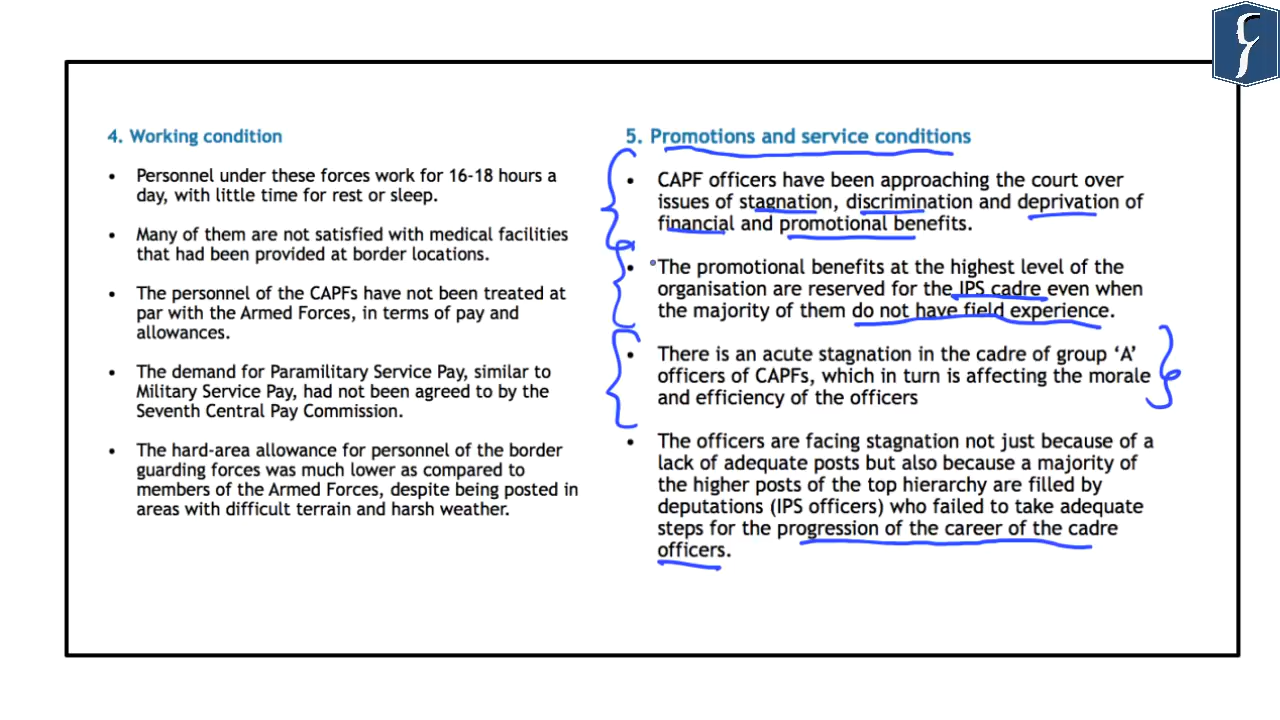 4. Working condition
• Personnel under these forces work for 16-18 hours a
day, with little time for rest or sleep.
• Many of them are not satisfied with medical facilities
that had been provided at border locations.
• The personnel of the CAPFs have not been treated at
par with the Armed Forces, in terms of pay and
allowances.
• The demand for Paramilitary Service Pay, similar to
Military Service Pay, had not been agreed to by the
Seventh Central Pay Commission.
• The hard-area allowance for personnel of the border
guarding forces was much lower as compared to
members of the Armed Forces, despite being posted in
areas with difficult terrain and harsh weather.
5. Promotions and service conditions
• CAPF officers have been approaching the court over
issues of stagnation, discrimination and deprivation of
financial and promotional benefits.
• The promotional benefits at the highest level of the
organisation are reserved for the IPS cadre even when
the majority of them do not have field experience.
• There is an acute stagnation in the cadre of group ‘A’
officers of CAPFs, which in turn is affecting the morale
and efficiency of the officers
• The officers are facing stagnation not just because of a
lack of adequate posts but also because a majority of
the higher posts of the top hierarchy are filled by
deputations (IPS officers) who failed to take adequate
steps for the progression of the career of the cadre
officers.